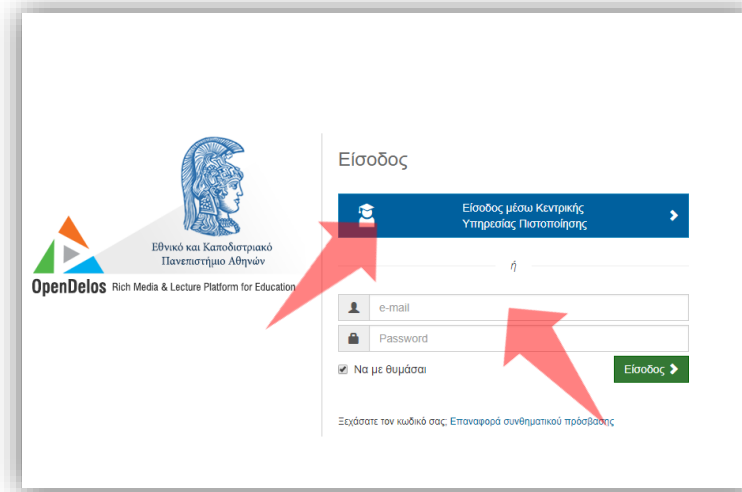 Εθνικό και Καποδιστριακό
Πανεπιστήμιο Αθηνών
OpenDelos Rich Media & Lecture Platform for Education
Είσοδος
Είσοδος μέσω Κεντρικής
Υπηρεσίας Πιστοποίησης
ή
e-mail
Password
Να με θυμάσαι
Είσοδος
Ξεχάσατε τον κωδικό σας; Επαναφορά συνθηματικού πρόσβασης